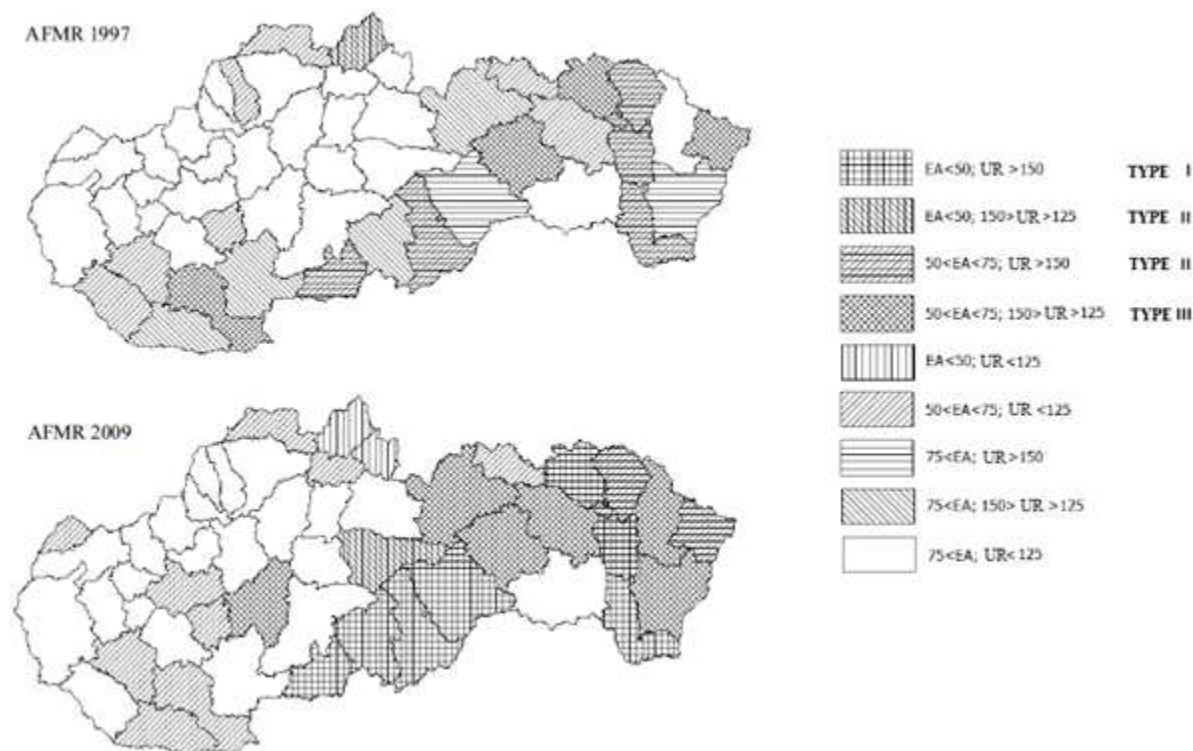 AFMR 1997
EA<50; UR >150 TYPE I
EA<50; 150> UR >125 TYPE II
50<EA<75; UR>150 TYPE II
50<EA<75; 150> UR >125 TYPE III
EA<50; UR <125
50<EA<75; UR <125
75<EA; UR>150
75<EA; 150> UR >125
75<EA; UR< 125
AFMR 2009